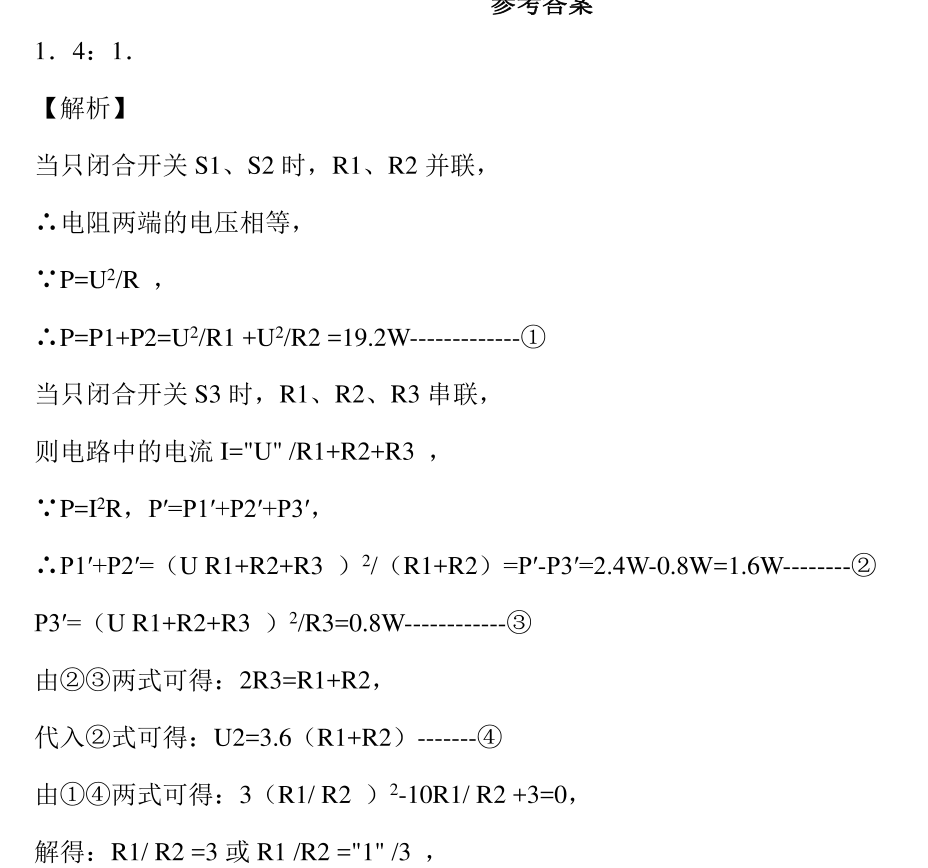 参考答案
1．4：1．
【解析】
当只闭合开关 S1、S2 时，R1、R2 并联，
∴电阻两端的电压相等，
∵P=U²/R ，
∴P=P1+P2=U²/R1 +U²/R2 =19.2W-------------①
当只闭合开关 S3 时，R1、R2、R3 串联，
则电路中的电流 I="U" /R1+R2+R3 ，
∵P=I²R，P′=P1′+P2′+P3′，
∴P1′+P2′=（U R1+R2+R3 ）²/（R1+R2）=P′-P3′=2.4W-0.8W=1.6W--------②
P3′=（U R1+R2+R3 ）²/R3=0.8W------------③
由②③两式可得：2R3=R1+R2，
代入②式可得：U2=3.6（R1+R2）-------④
由①④两式可得：3（R1/ R2 ）²-10R1/ R2 +3=0，
解得：R1/ R2 =3 或 R1 /R2 ="1" /3 ，